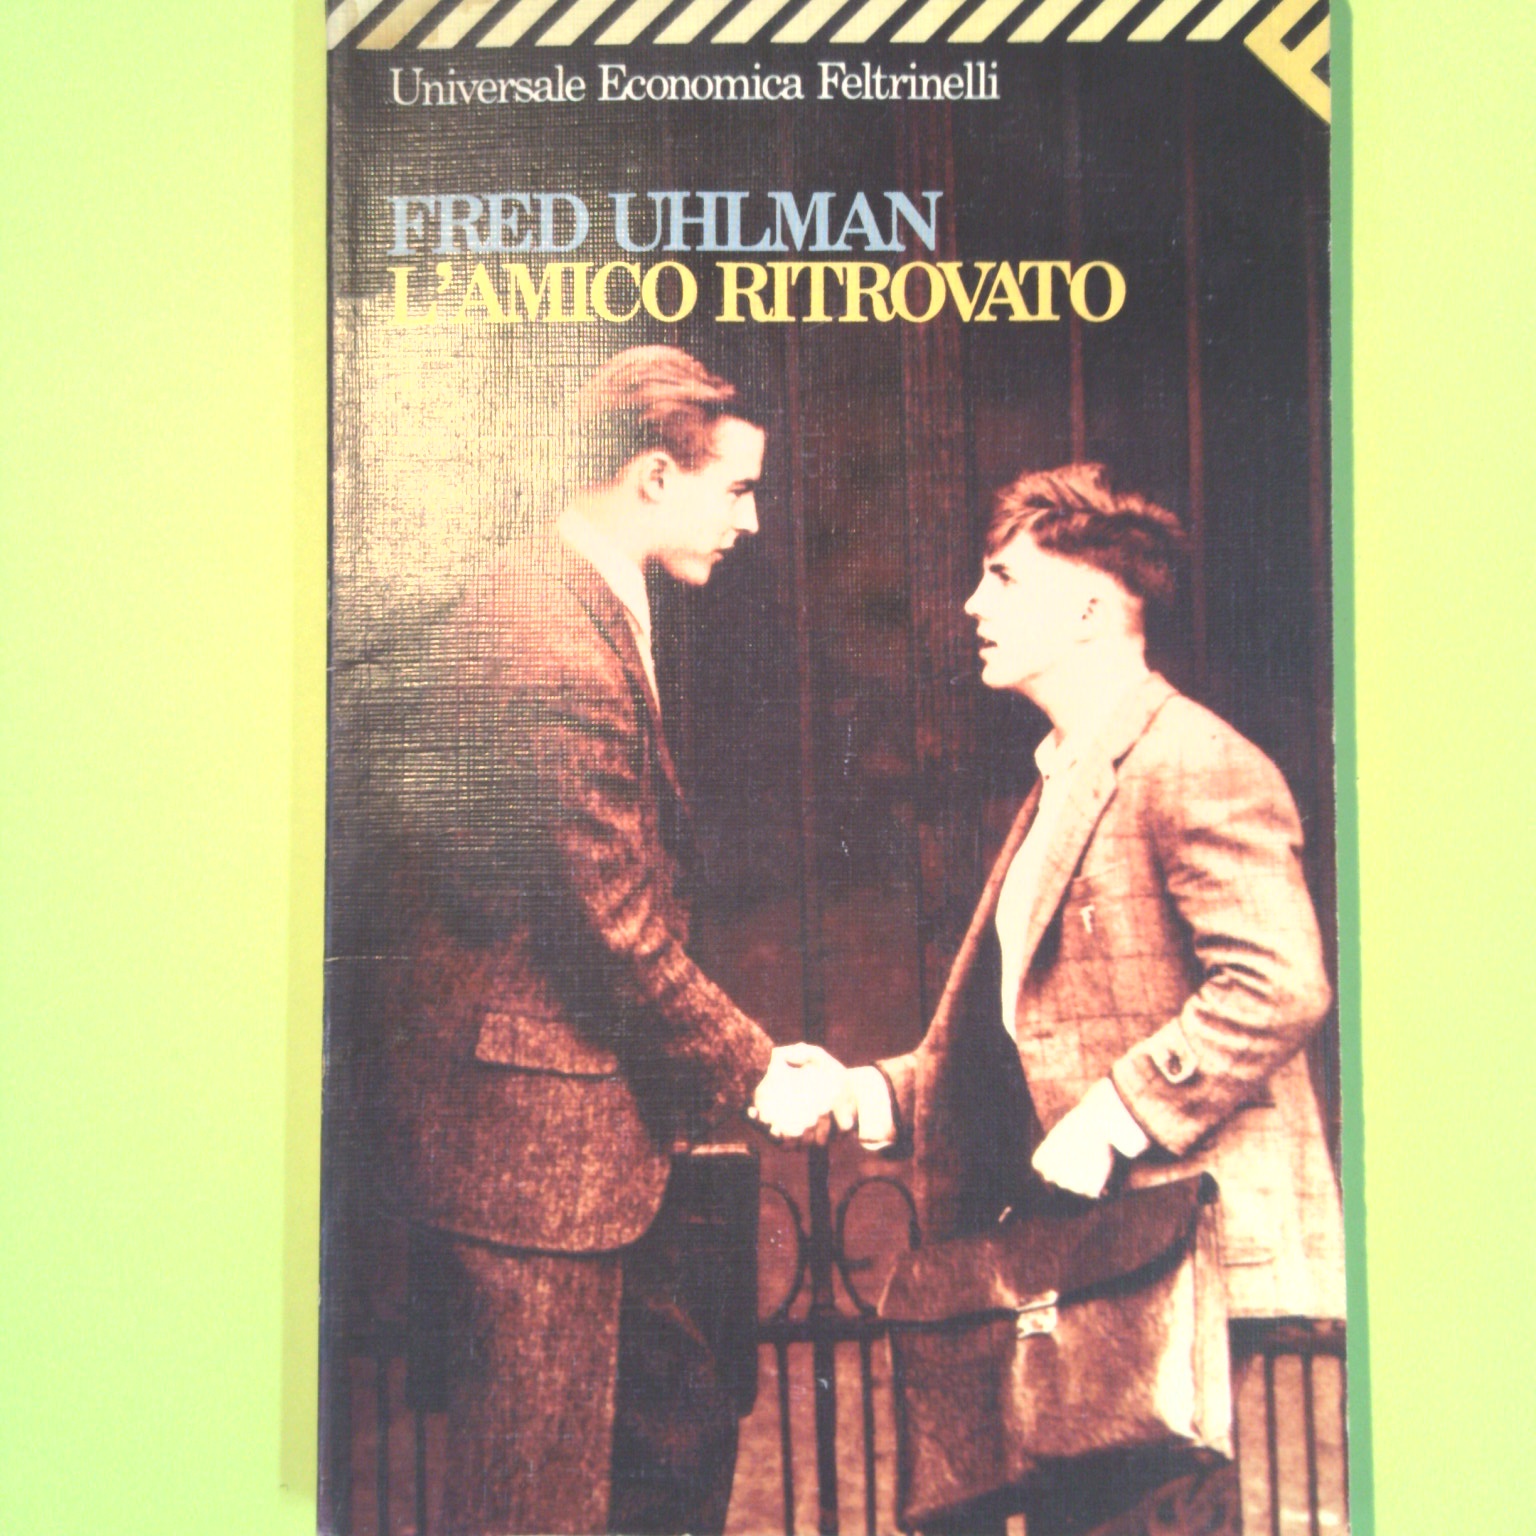 Universale Economica Feltrinelli
FRED UHLMAN
L'AMICO RITROVATO